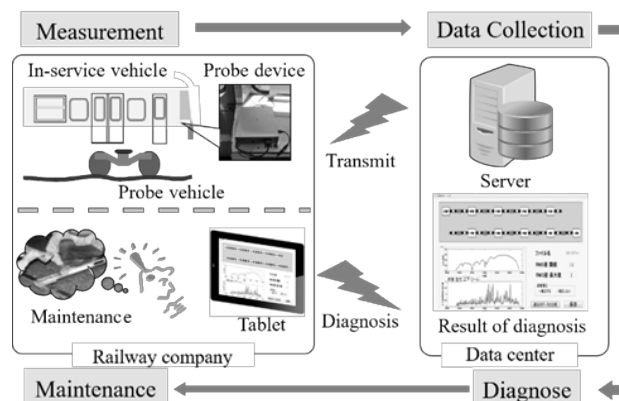 Measurement
Data Collection
In-service vehicle
Probe device
Transmit
Probe vehicle
Server
Maintenance
Tablet
Diagnosis
Result of diagnosis
Railway company
Data center
Maintenance
Diagnose